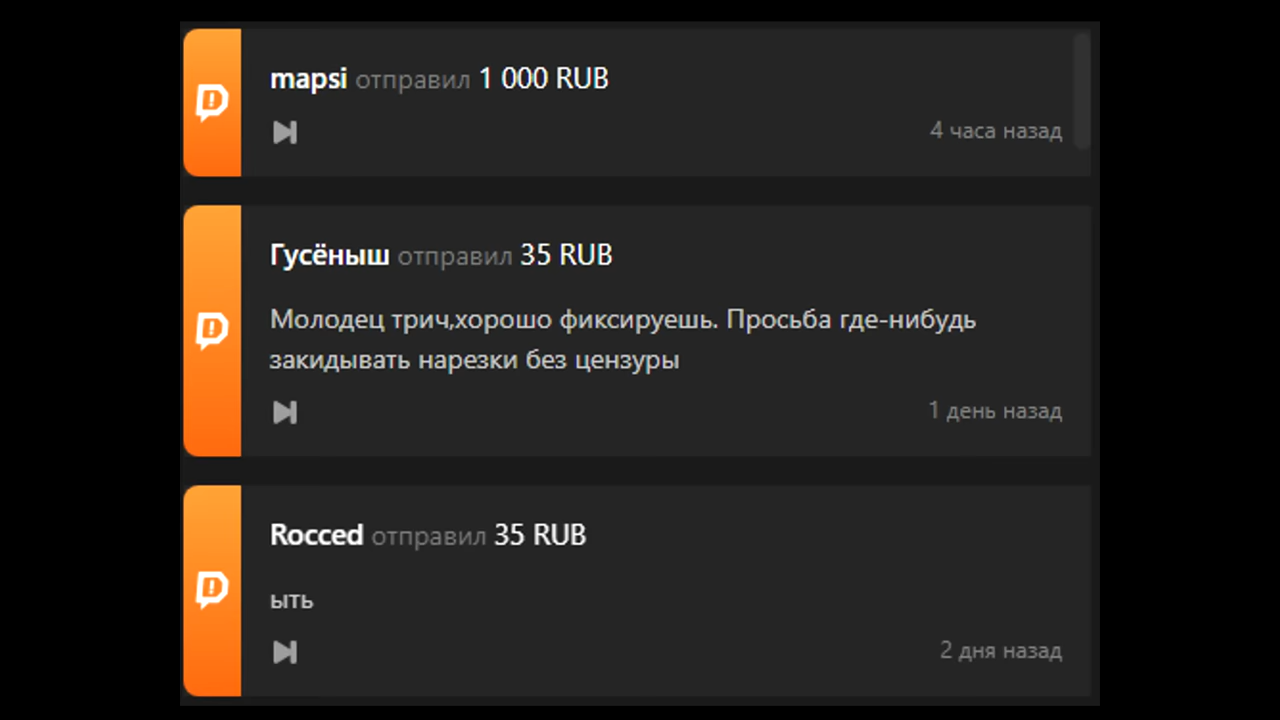 mapsi отправил 1 000 RUB
4 часа назад
Гусёныш отправил 35 RUB
Молодец трич,хорошо фиксируешь. Просьба где-нибудь
закидывать нарезки без цензуры
1 день назад
Rocced отправил 35 RUB
ыть
2 дня назад